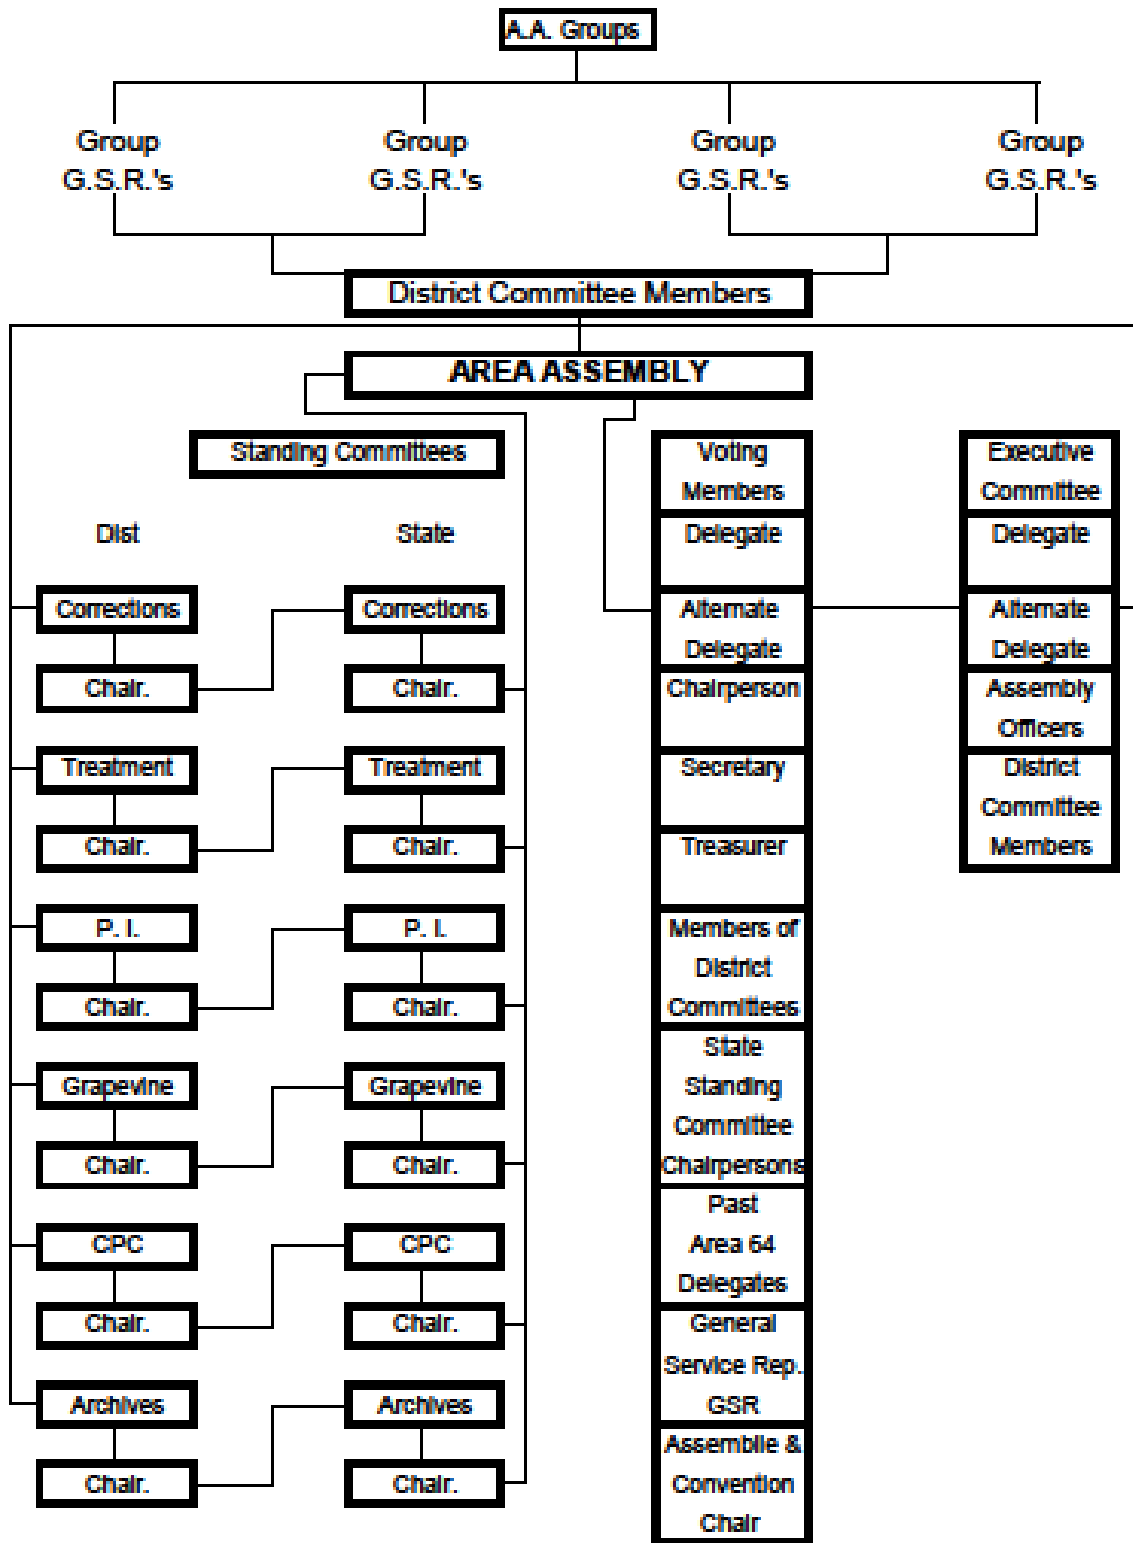 A.A. Groups
Group Group Group Group
G.S.R.'s G.S.R.'s G.S.R.'s G.S.R.'s
District Committee Members
AREA ASSEMBLY
Standing Committees
Dist State
Corrections Corrections
Chair. Chair.
Treatment Treatment
Chair. Chair.
P. I. P. I.
Chair. Chair.
Grapevine Grapevine
Chair. Chair.
CPC CPC
Chair. Chair.
Archives Archives
Chair. Chair.
Voting
Members
Delegate
Alternate
Delegate
Chairperson
Secretary
Treasurer
Members of
District
Committees
State
Standing
Committee
Chairpersons
Past
Area 64
Delegates
General
Service Rep.
GSR
Assemblie &
Convention
Chair
Executive
Committee
Delegate
Alternate
Delegate
Assembly
Officers
District
Committee
Members